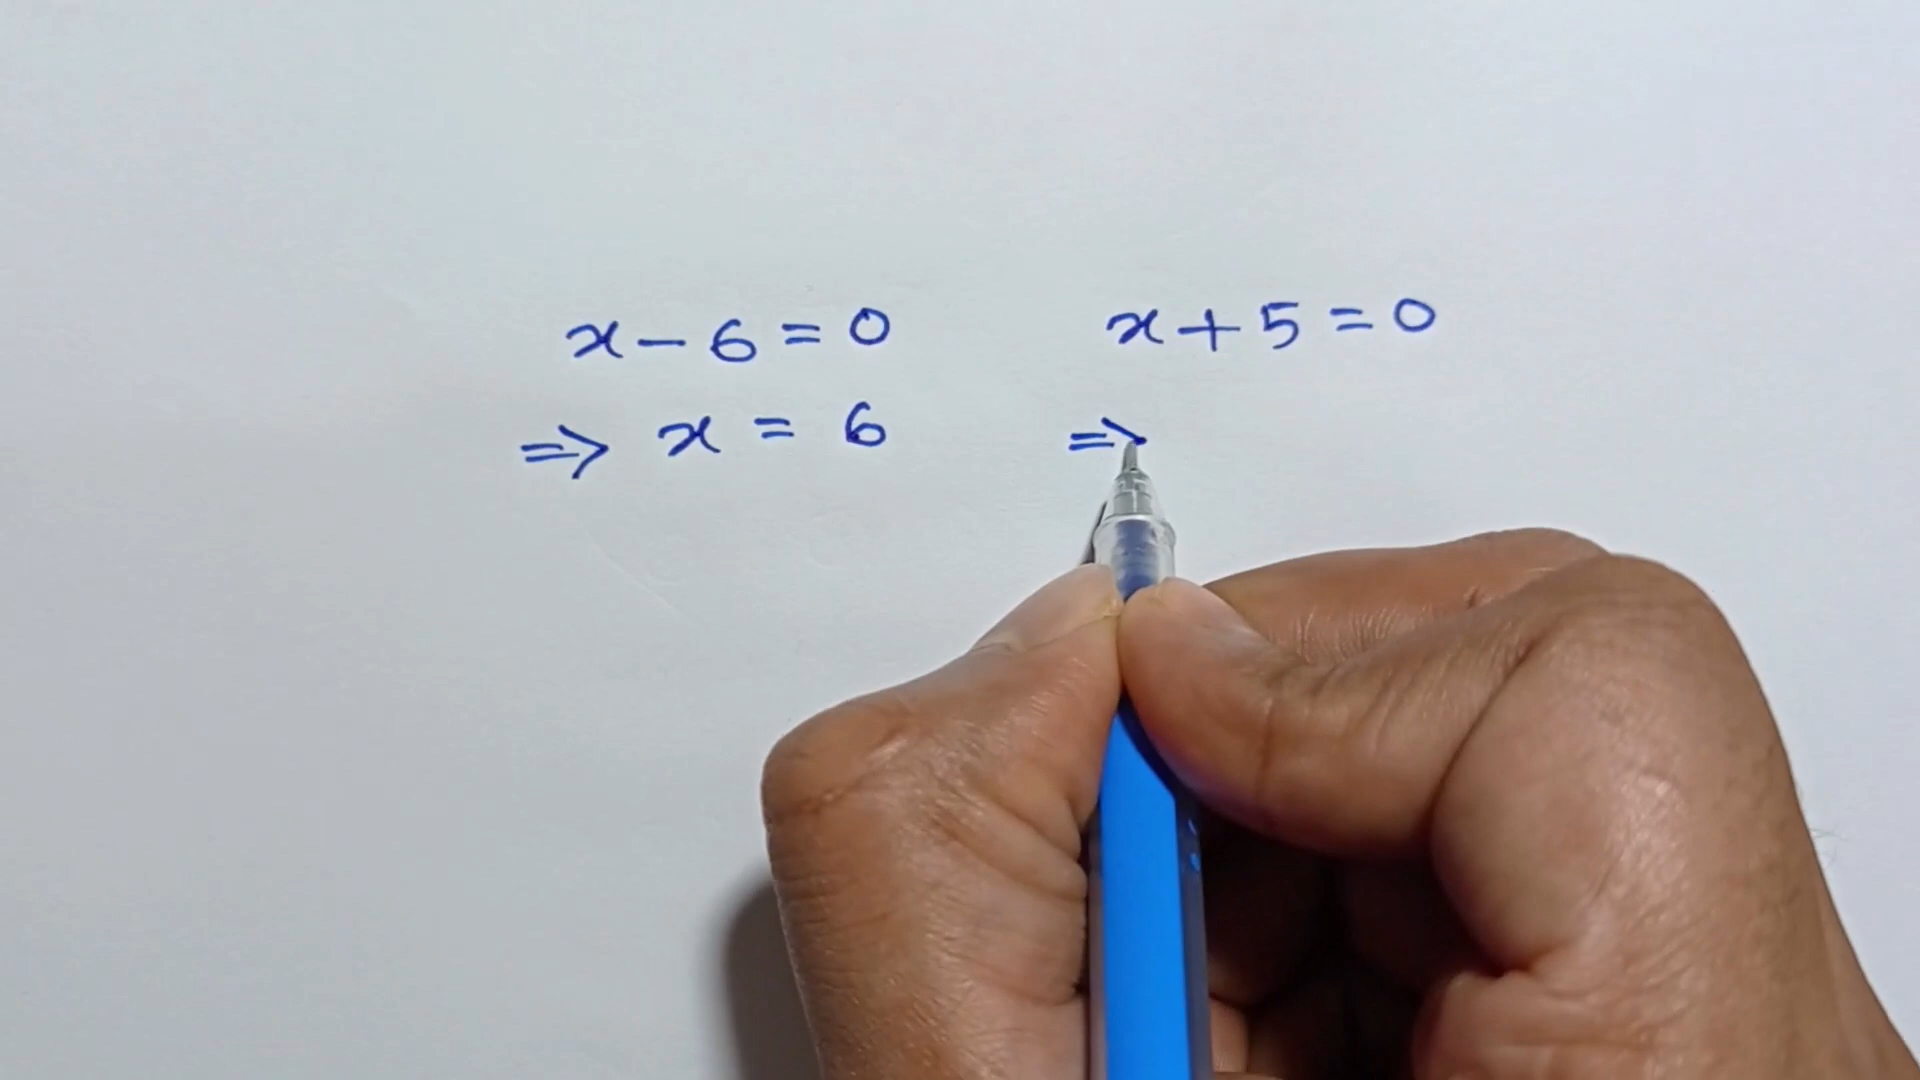 x - 6 = 0 x + 5 = 0
⇒ x = 6 ⇒